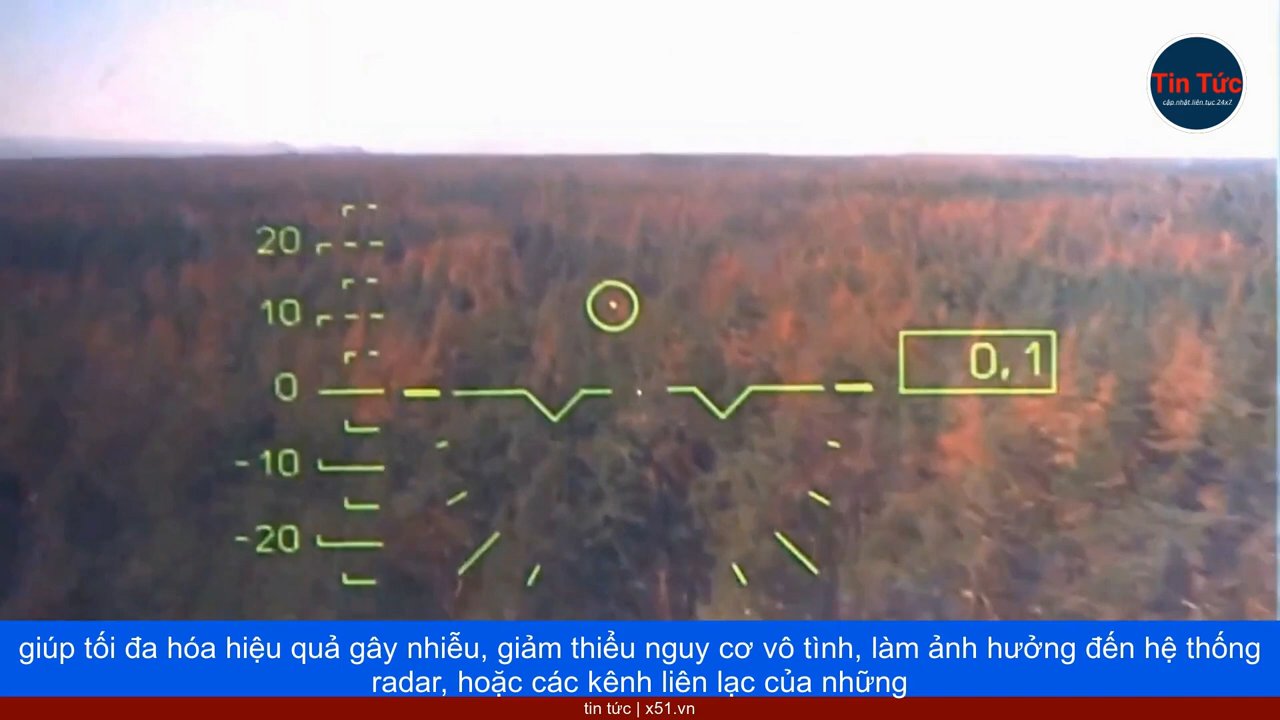 Tin Tức
cập nhật liên tục 24x7
20
10
0
0,1
-10
-20
giúp tối đa hóa hiệu quả gây nhiễu, giảm thiểu nguy cơ vô tình, làm ảnh hưởng đến hệ thống
radar, hoặc các kênh liên lạc của những
tin tức | x51.vn